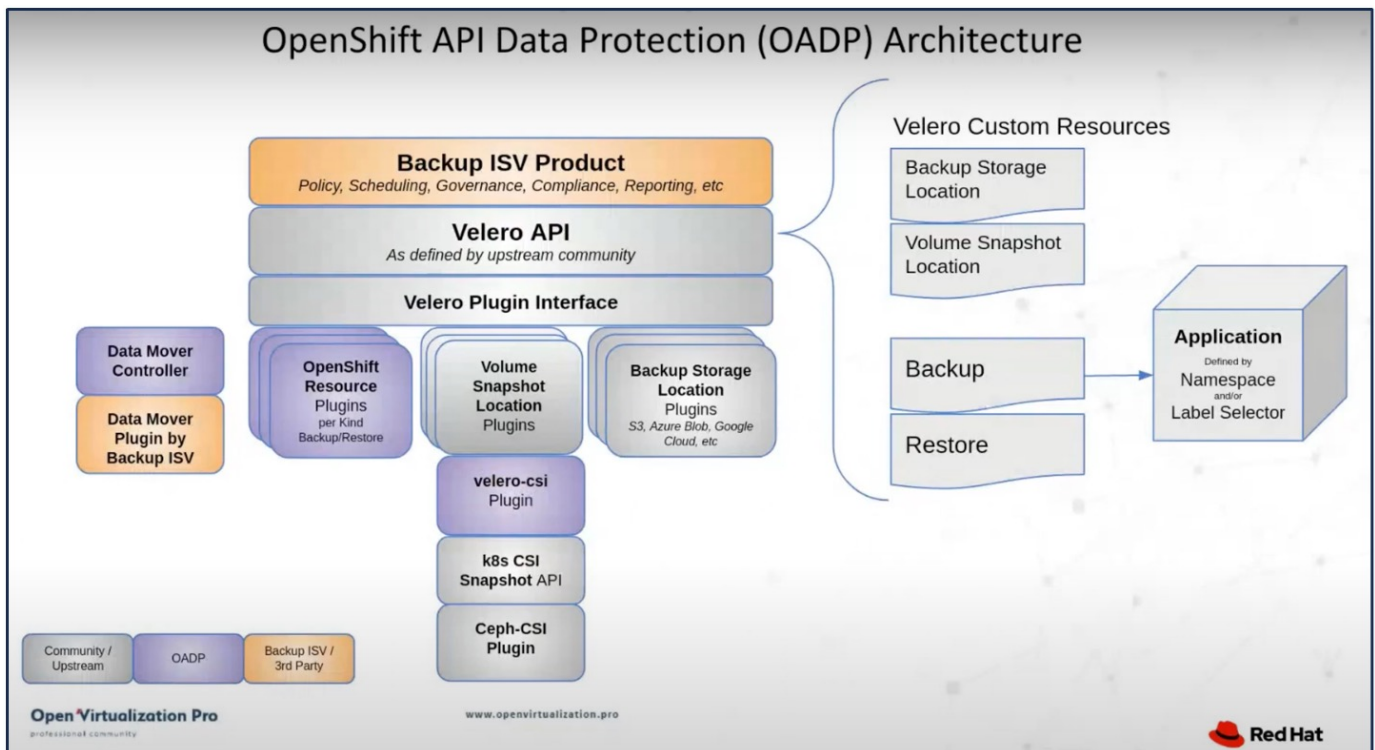 OpenShift API Data Protection (OADP) Architecture
Backup ISV Product
Policy, Scheduling, Governance, Compliance, Reporting, etc
Velero API
As defined by upstream community
Velero Plugin Interface
Data Mover
Controller
Data Mover
Plugin by
Backup ISV
OpenShift
Resource
Plugins
per Kind
Backup/Restore
Volume
Snapshot
Location
Plugins
Backup Storage
Location
Plugins
S3, Azure Blob, Google
Cloud, etc
velero-csi
Plugin
k8s CSI
Snapshot API
Ceph-CSI
Plugin
Velero Custom Resources
Backup Storage
Location
Volume Snapshot
Location
Backup
Restore
Application
Defined by
Namespace
and/or
Label Selector
Community /
Upstream
OADP
Backup ISV /
3rd Party
Open Virtualization Pro
professional community
www.openvirtualization.pro
Red Hat